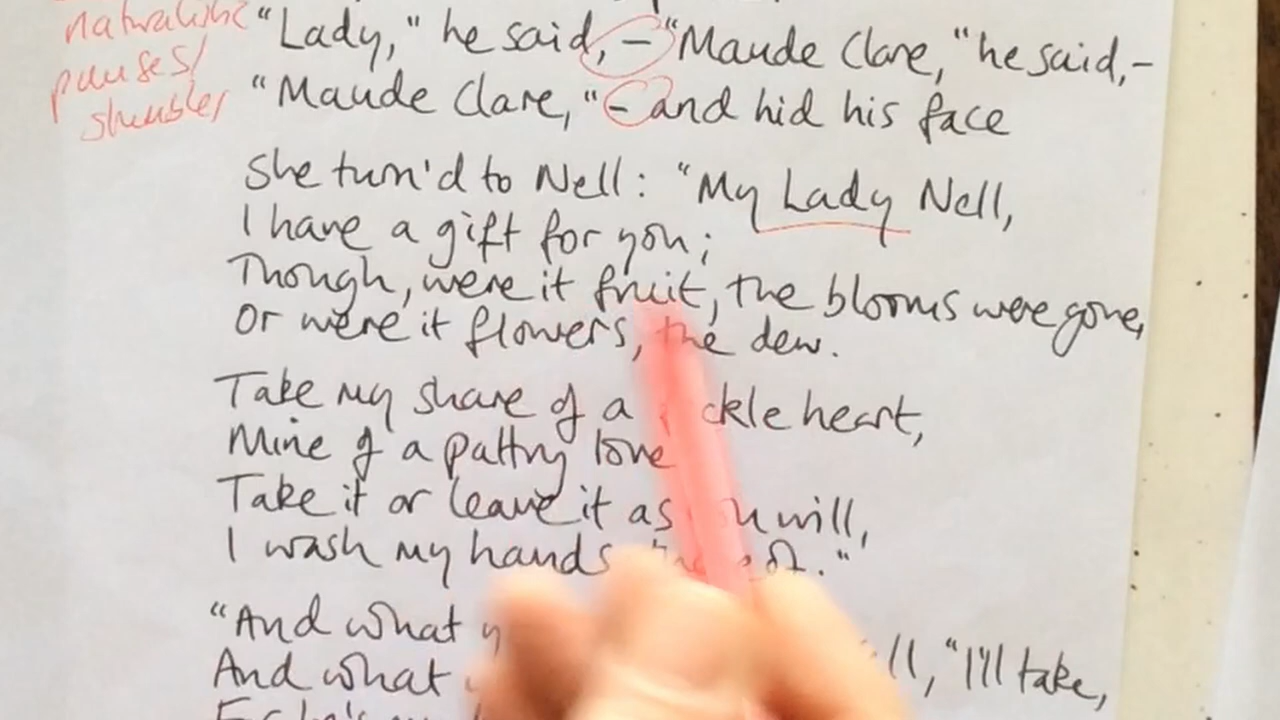 naturalistic
pauses/
stumbles
"Lady," he said, – "Maude Clare," he said, –
"Maude Clare," – and hid his face
She turn'd to Nell: "My Lady Nell,
I have a gift for you;
Though, were it fruit, the blooms were gone,
Or were it flowers, the dew.
Take my share of a fickle heart,
Mine of a paltry love
Take it or leave it as you will,
I wash my hands thereof."
"And what
And what "I'll take,